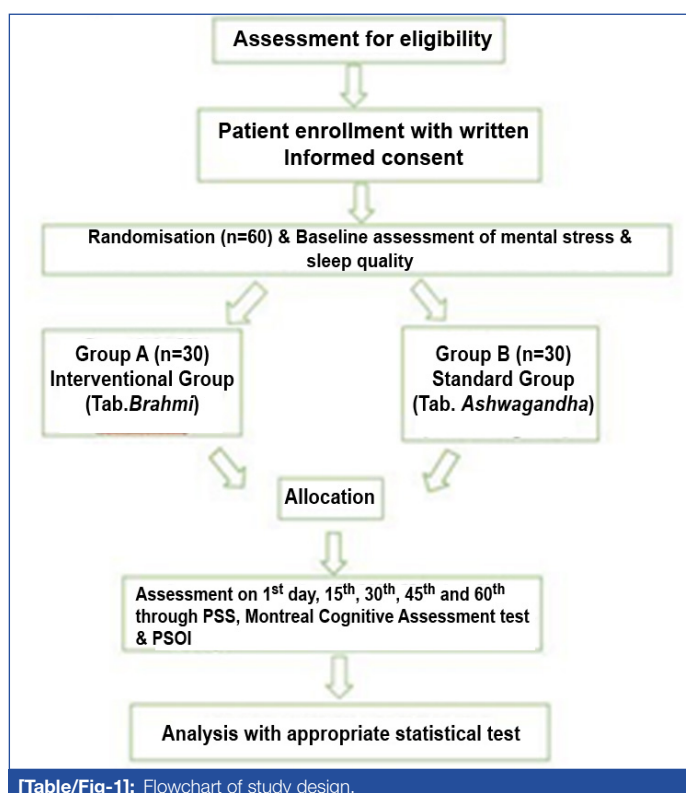 Assessment for eligibility
Patient enrollment with written
Informed consent
Randomisation (n=60) & Baseline assessment of mental stress &
sleep quality
Group A (n=30)
Interventional Group
(Tab.Brahmi)
Group B (n=30)
Standard Group
(Tab. Ashwagandha)
Allocation
Assessment on 1st day, 15th, 30th, 45th and 60th
through PSS, Montreal Cognitive Assessment test
& PSOI
Analysis with appropriate statistical test
[Table/Fig-1]: Flowchart of study design.